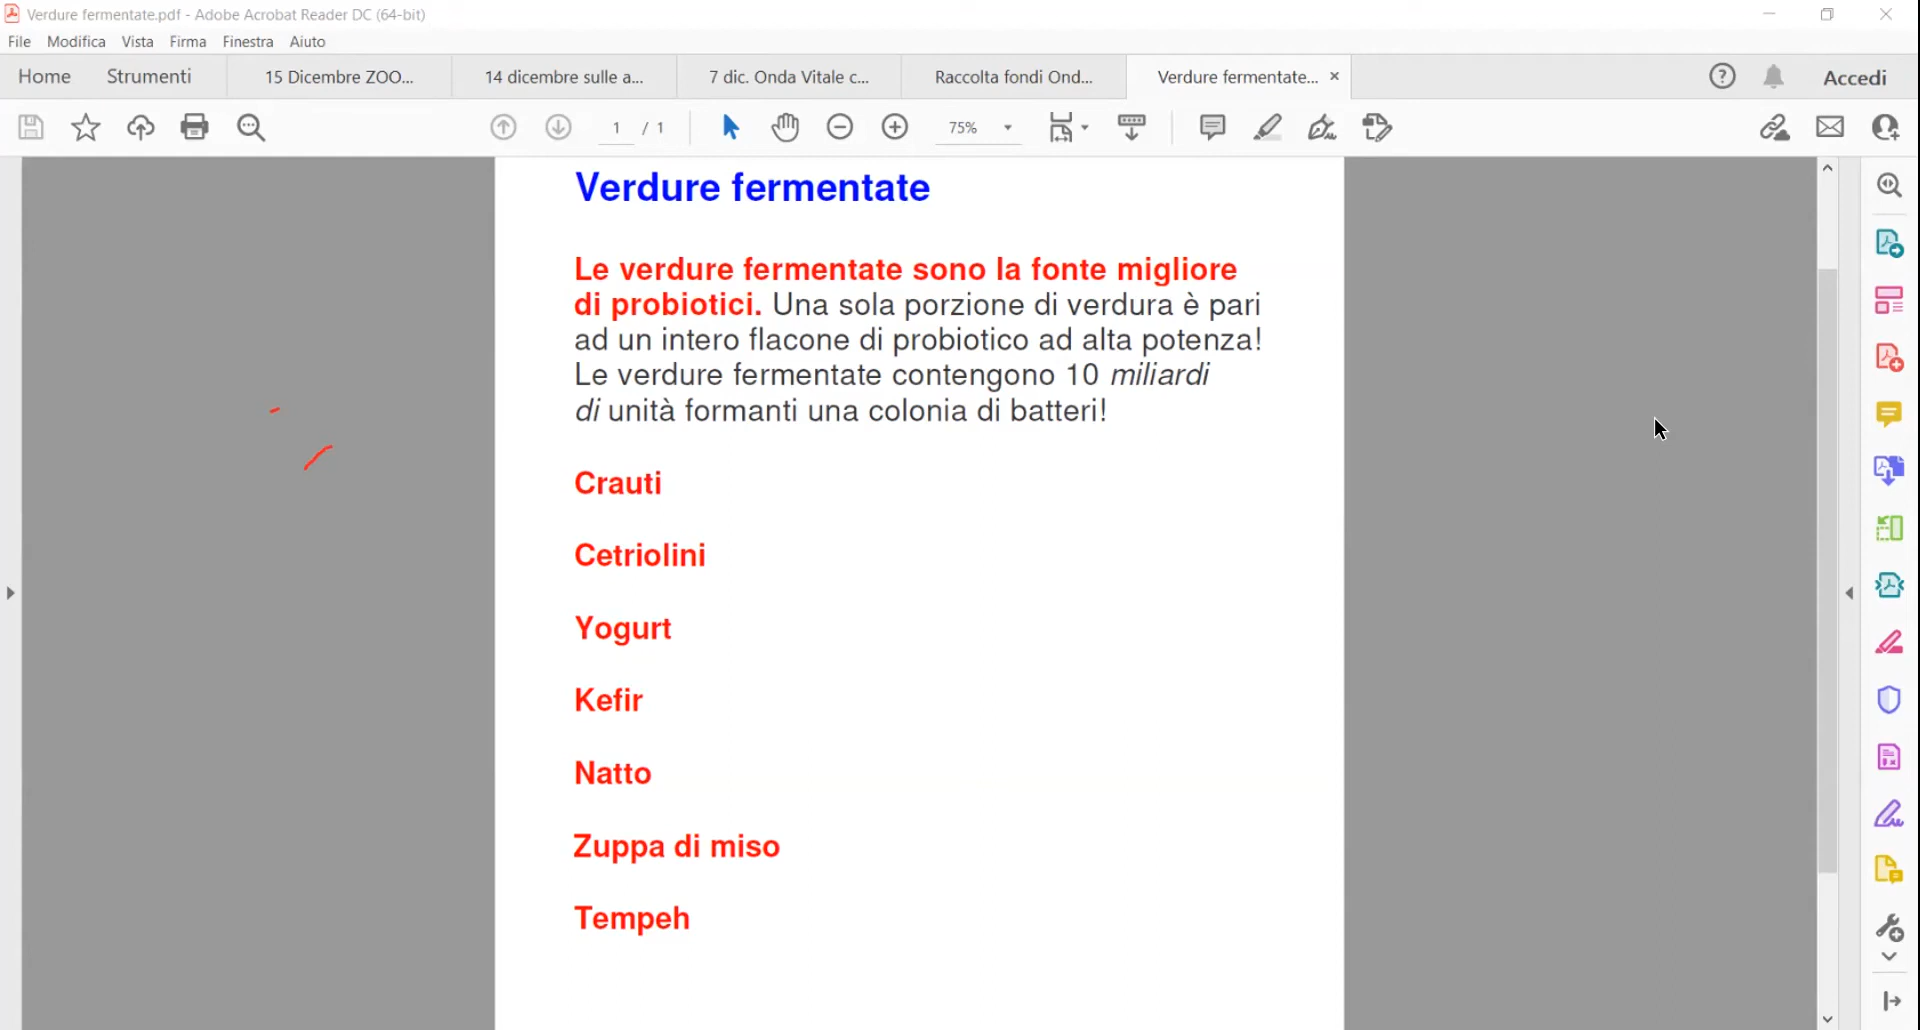 Verdure fermentate.pdf - Adobe Acrobat Reader DC (64-bit)
File Modifica Vista Firma Finestra Aiuto
Home Strumenti 15 Dicembre ZOO... 14 dicembre sulle a... 7 dic. Onda Vitale c... Raccolta fondi Ond... Verdure fermentate... × Accedi
1 / 1 75%
Verdure fermentate
Le verdure fermentate sono la fonte migliore
di probiotici. Una sola porzione di verdura è pari
ad un intero flacone di probiotico ad alta potenza!
Le verdure fermentate contengono 10 miliardi
di unità formanti una colonia di batteri!
Crauti
Cetriolini
Yogurt
Kefir
Natto
Zuppa di miso
Tempeh